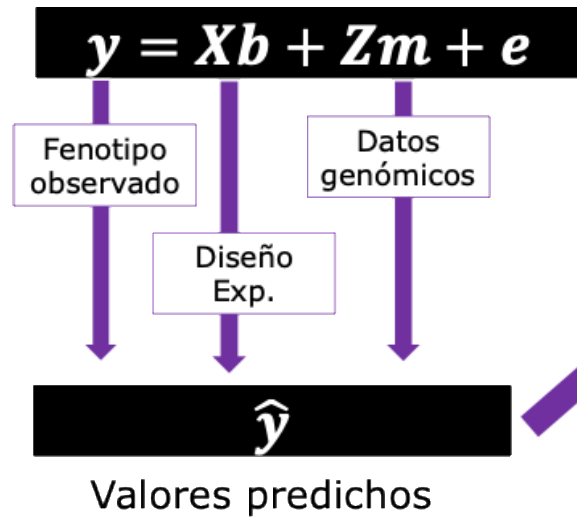 y = Xb + Zm + e
Fenotipo
observado
Datos
genómicos
Diseño
Exp.
ŷ
Valores predichos